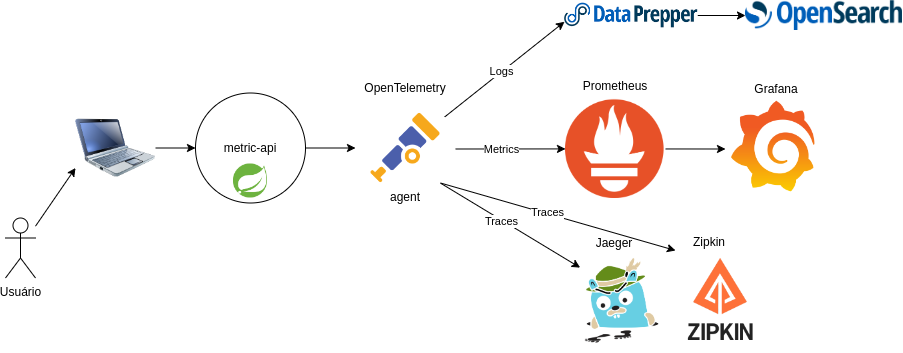 Data Prepper
OpenSearch
Logs
OpenTelemetry
Prometheus
Grafana
metric-api
Metrics
agent
Traces
Traces
Jaeger
Zipkin
Usuário
ZIPKIN